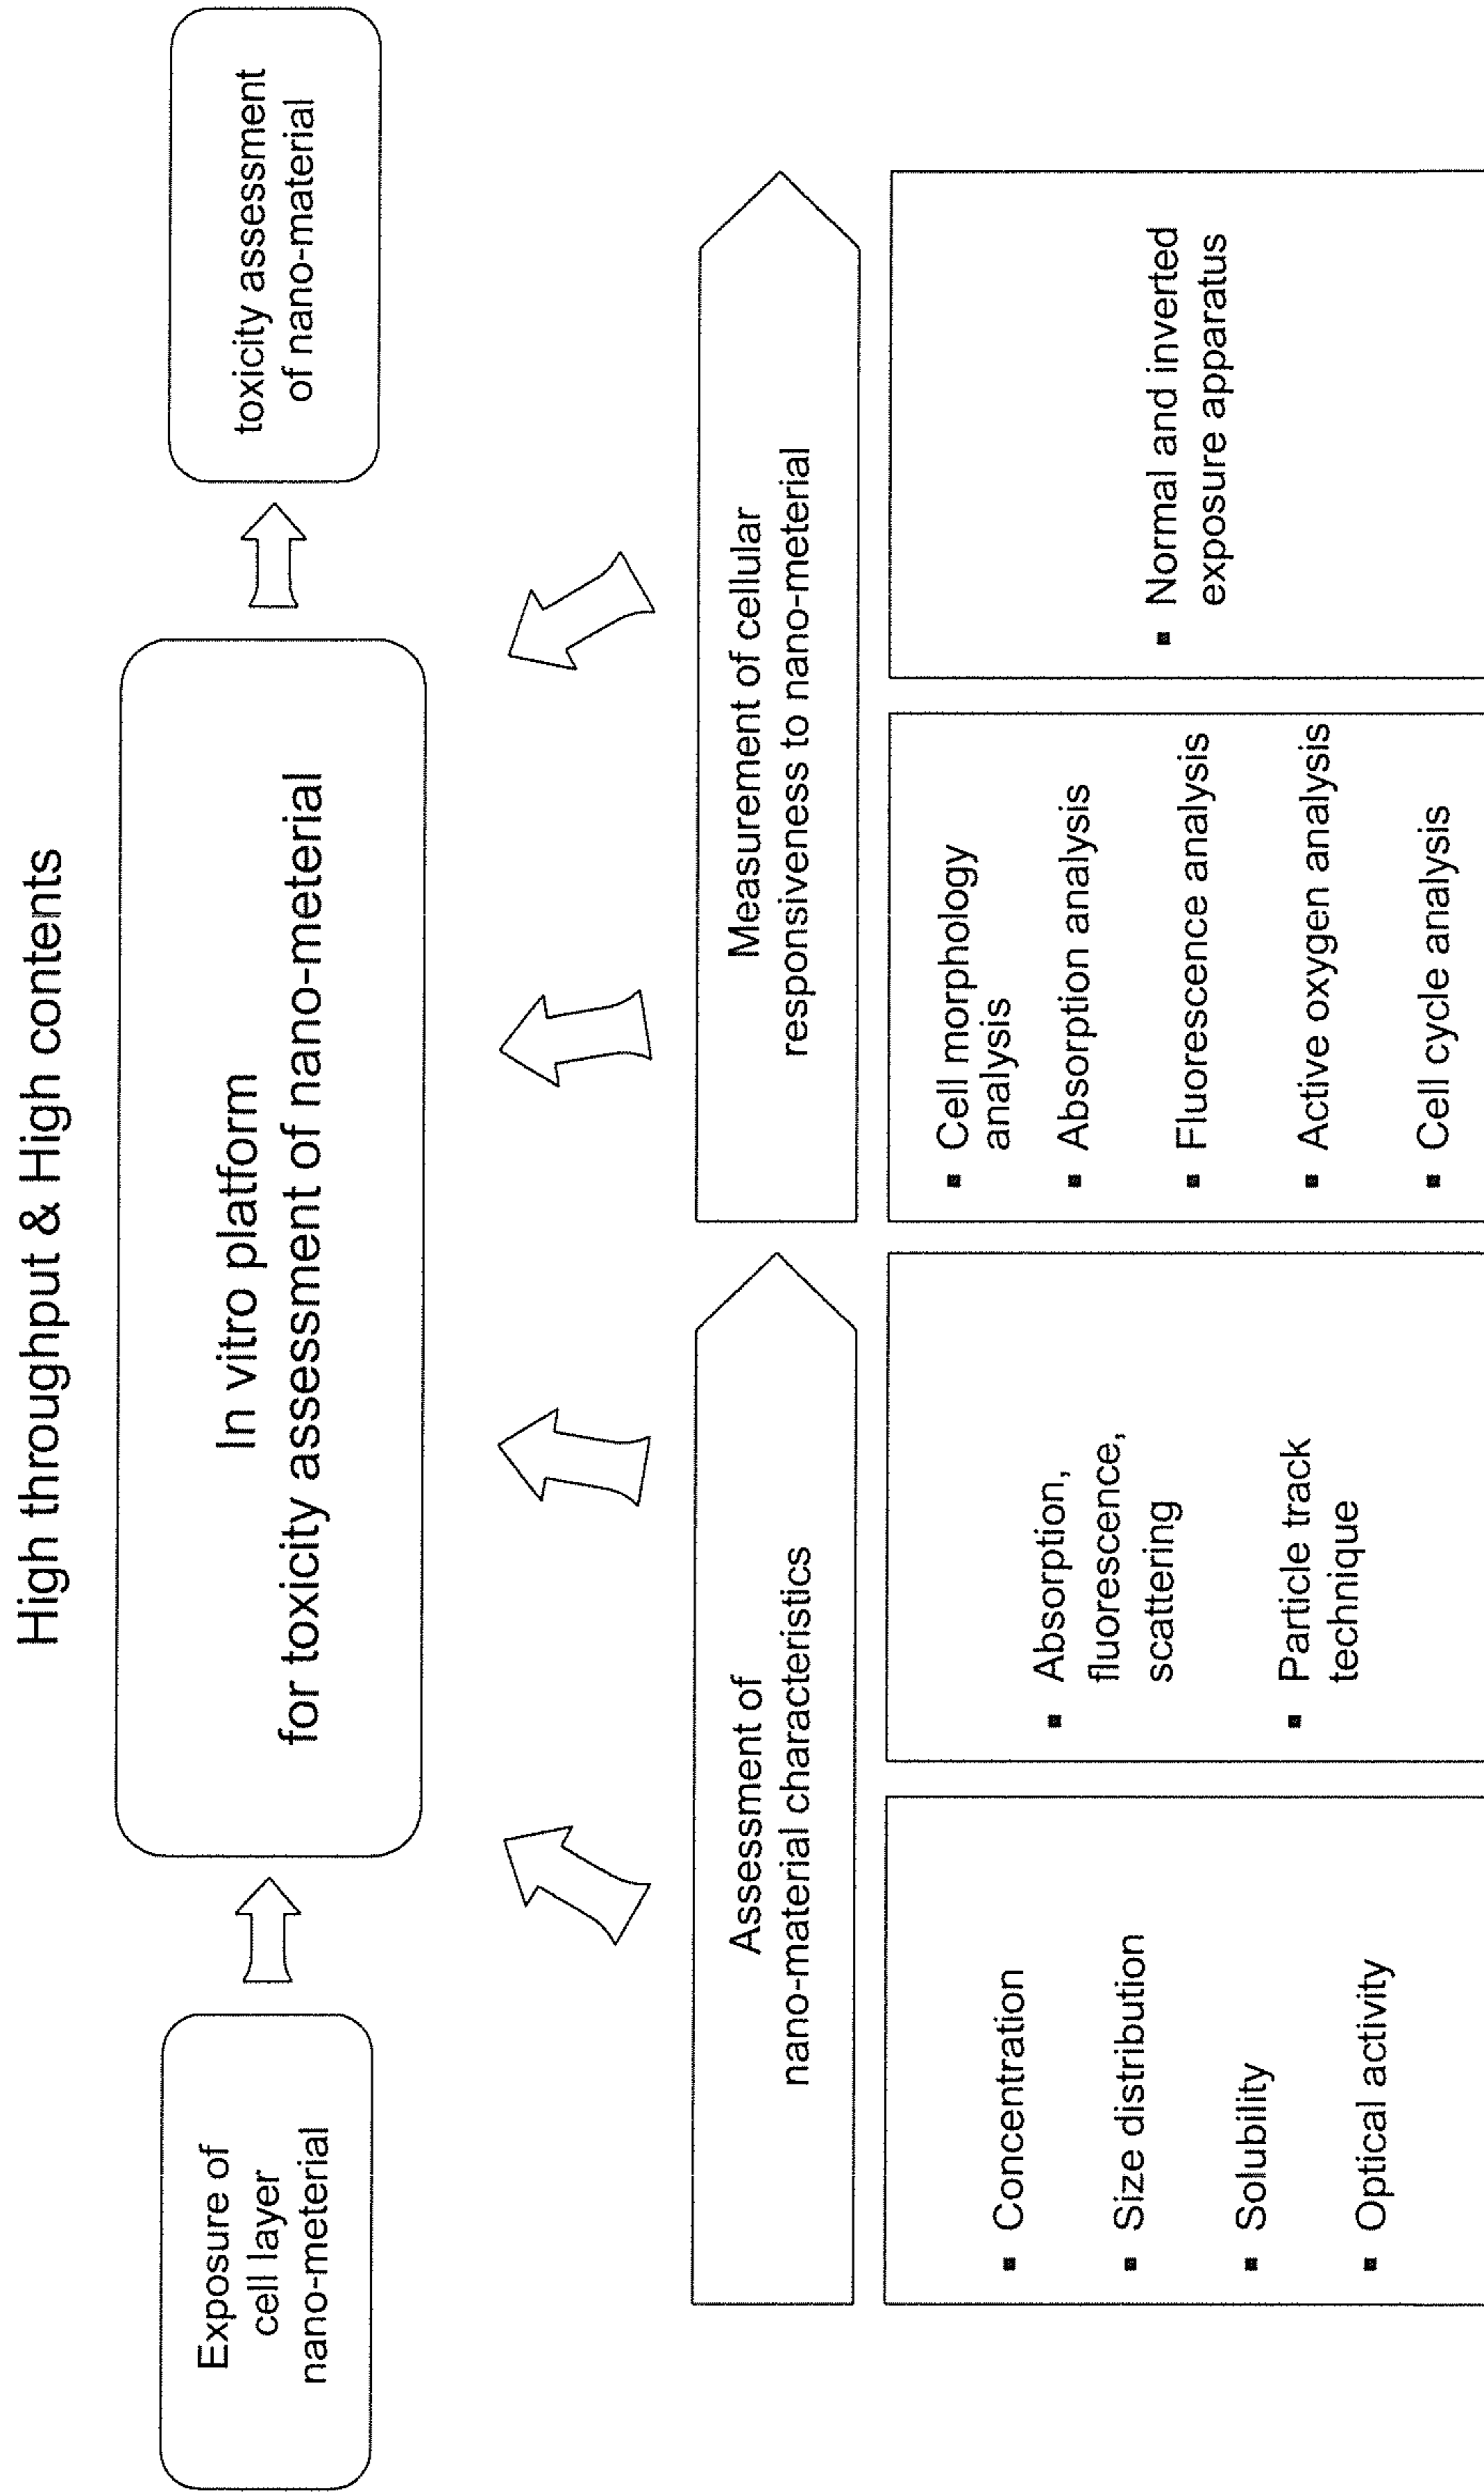 High throughput & High contents
Exposure of
cell layer
nano-meterial
In vitro platform
for toxicity assessment of nano-meterial
toxicity assessment
of nano-material
Assessment of
nano-material characteristics
Measurement of cellular
responsiveness to nano-meterial
▪ Concentration
▪ Size distribution
▪ Solubility
▪ Optical activity
▪ Absorption,
fluorescence,
scattering
▪ Particle track
technique
▪ Cell morphology
analysis
▪ Absorption analysis
▪ Fluorescence analysis
▪ Active oxygen analysis
▪ Cell cycle analysis
▪ Normal and inverted
exposure apparatus